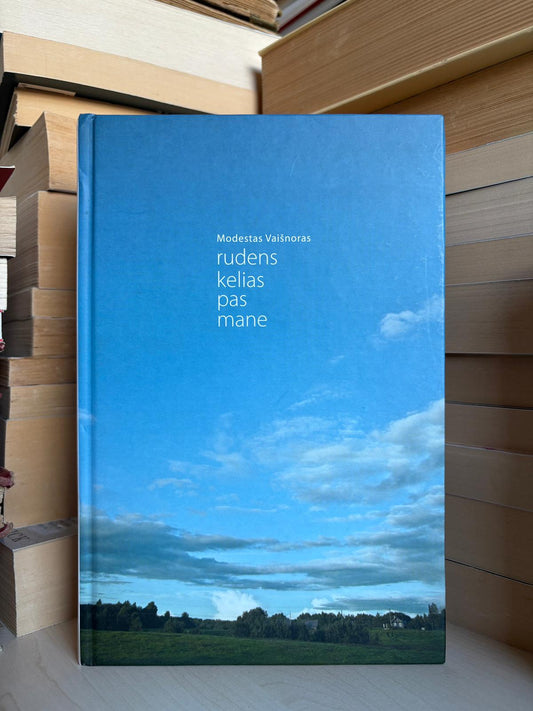 Modestas Vaišnoras
rudens
kelias
pas
mane